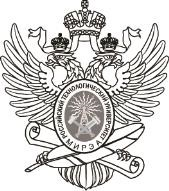 РОССИЙСКИЙ ТЕХНОЛОГИЧЕСКИЙ УНИВЕРСИТЕТ
МИРЭА